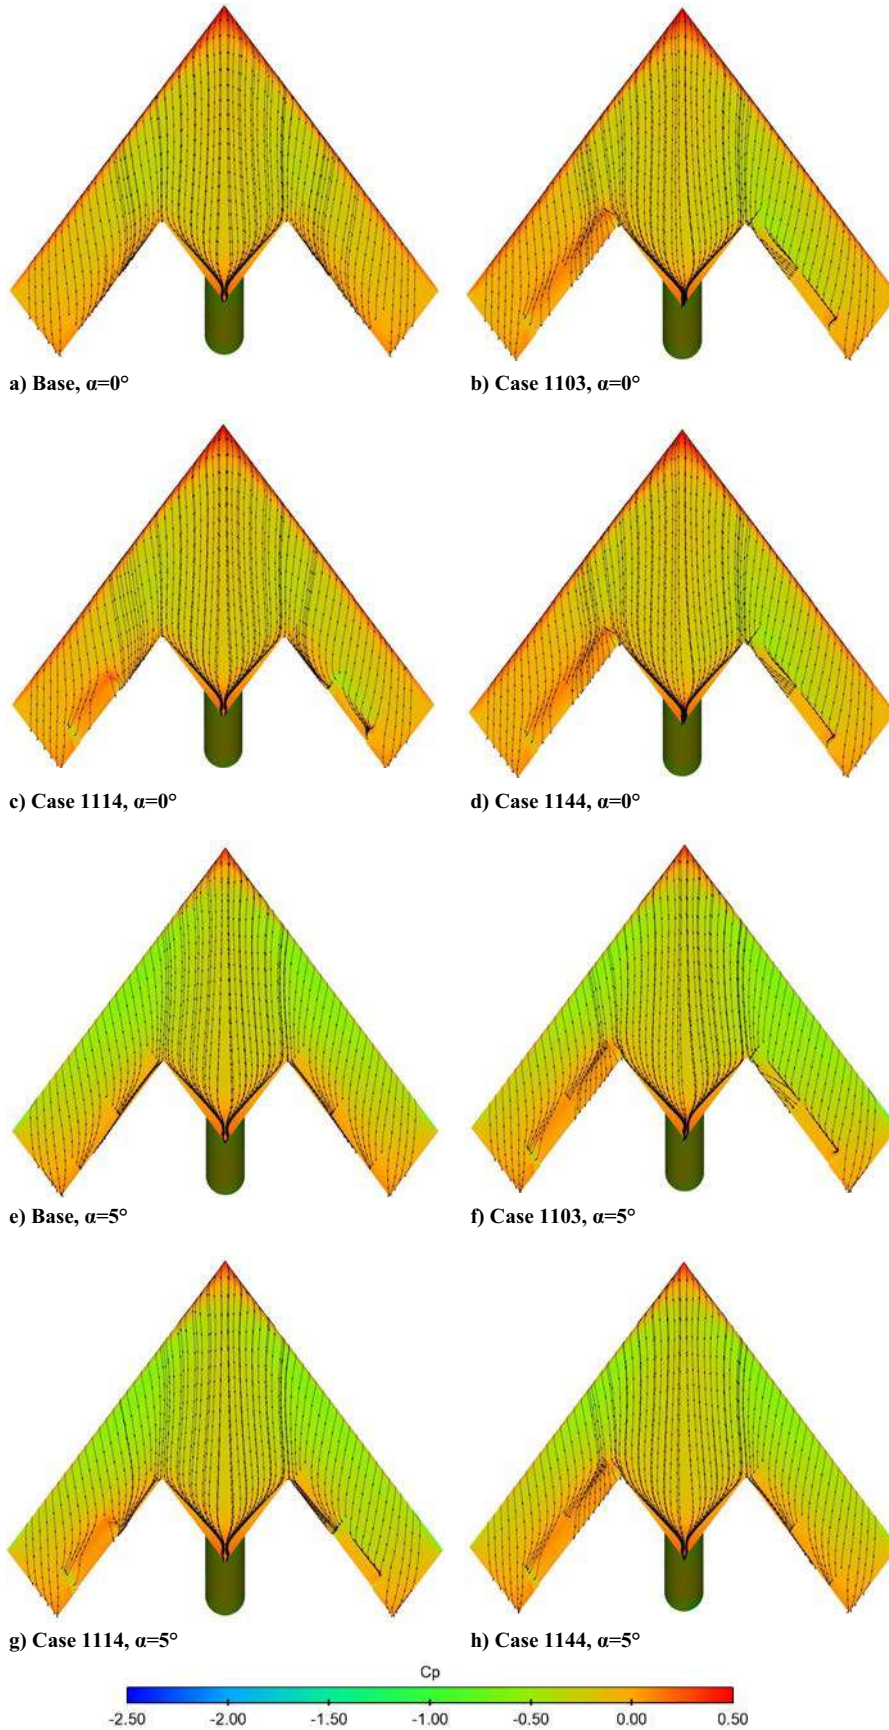 a) Base, α=0°
b) Case 1103, α=0°
c) Case 1114, α=0°
d) Case 1144, α=0°
e) Base, α=5°
f) Case 1103, α=5°
g) Case 1114, α=5°
h) Case 1144, α=5°
Cp
-2.50 -2.00 -1.50 -1.00 -0.50 0.00 0.50